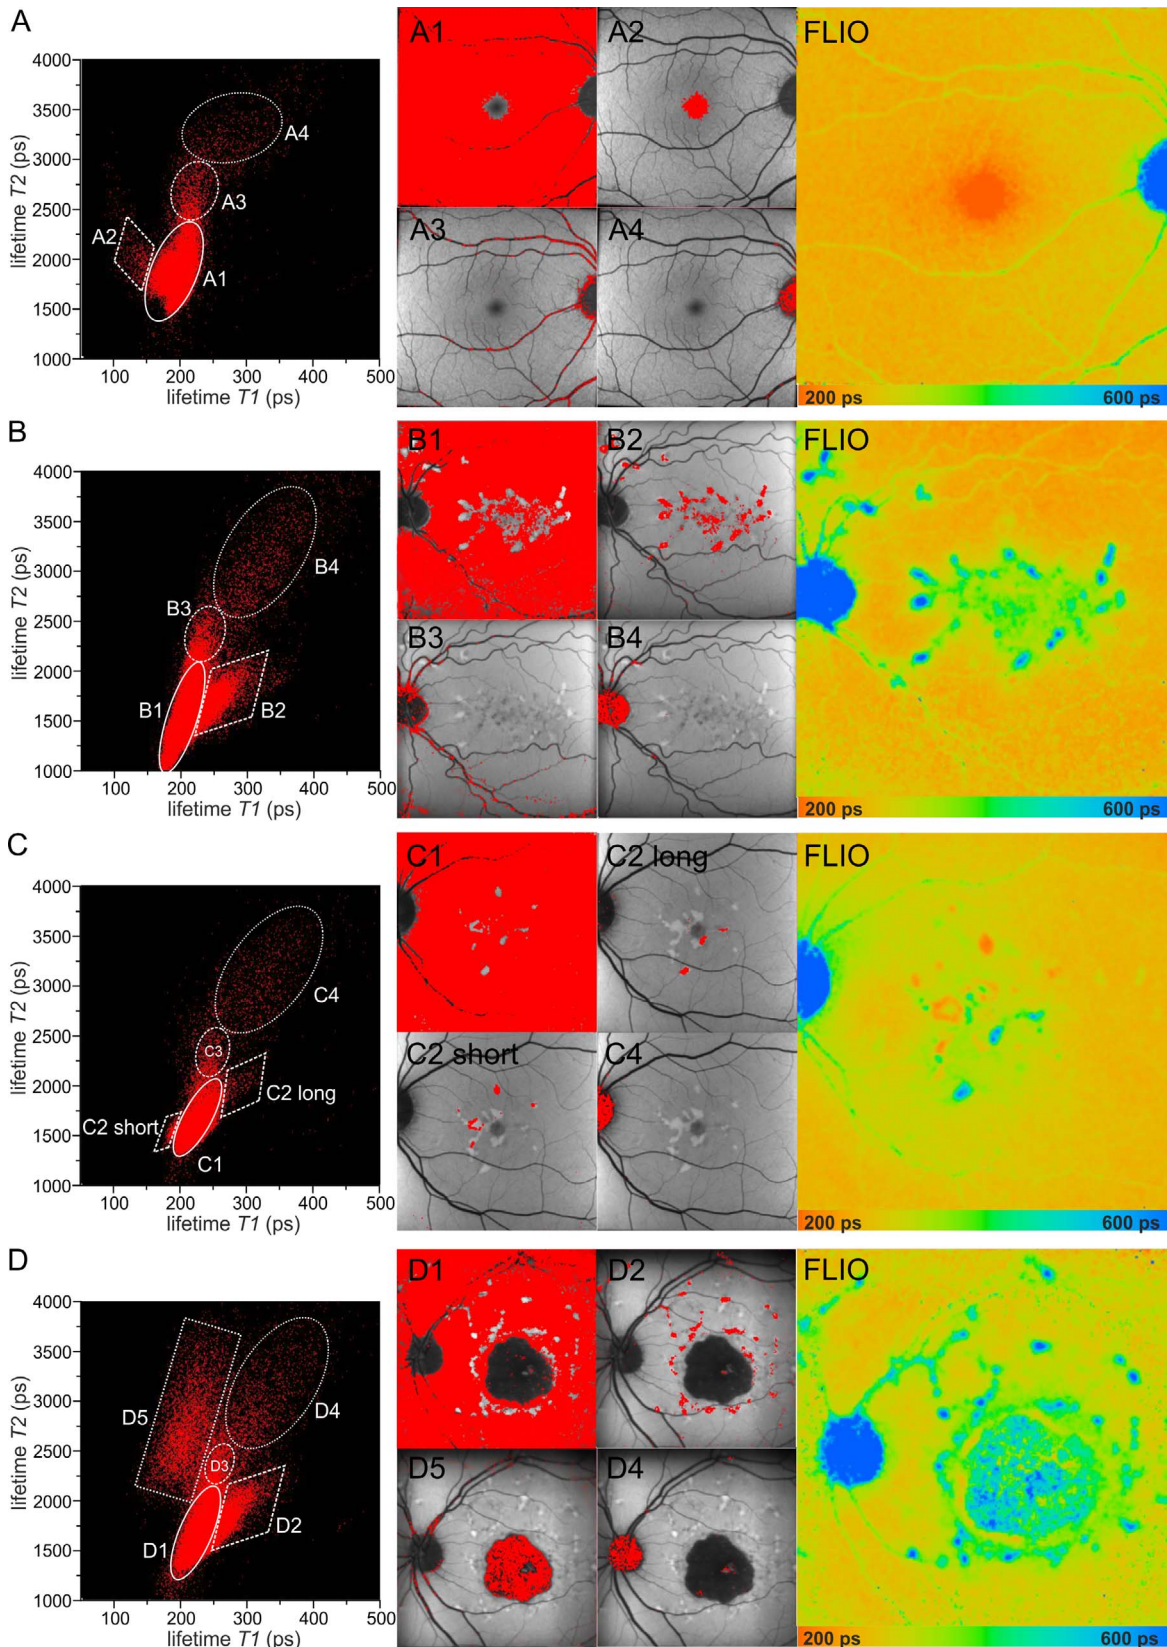 A
lifetime T2 (ps)
4000
3500
3000
2500
2000
1500
1000
100 200 300 400 500
lifetime T1 (ps)
A4
A3
A2
A1
A1
A2
A3
A4
FLIO
200 ps
600 ps
B
lifetime T2 (ps)
4000
3500
3000
2500
2000
1500
1000
100 200 300 400 500
lifetime T1 (ps)
B4
B3
B1
B2
B1
B2
B3
B4
FLIO
200 ps
600 ps
C
lifetime T2 (ps)
4000
3500
3000
2500
2000
1500
1000
100 200 300 400 500
lifetime T1 (ps)
C4
C3
C2 long
C2 short
C1
C1
C2 long
C2 short
C4
FLIO
200 ps
600 ps
D
lifetime T2 (ps)
4000
3500
3000
2500
2000
1500
1000
100 200 300 400 500
lifetime T1 (ps)
D5
D4
D3
D2
D1
D1
D2
D5
D4
FLIO
200 ps
600 ps